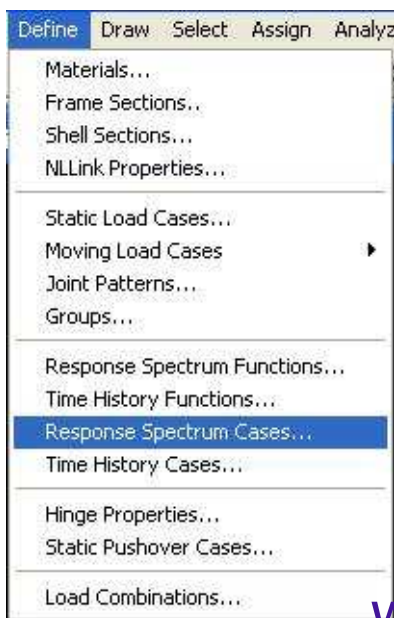 Define Draw Select Assign Analyz
Materials...
Frame Sections..
Shell Sections...
NLLink Properties...
Static Load Cases...
Moving Load Cases
Joint Patterns...
Groups...
Response Spectrum Functions...
Time History Functions...
Response Spectrum Cases...
Time History Cases...
Hinge Properties...
Static Pushover Cases...
Load Combinations...